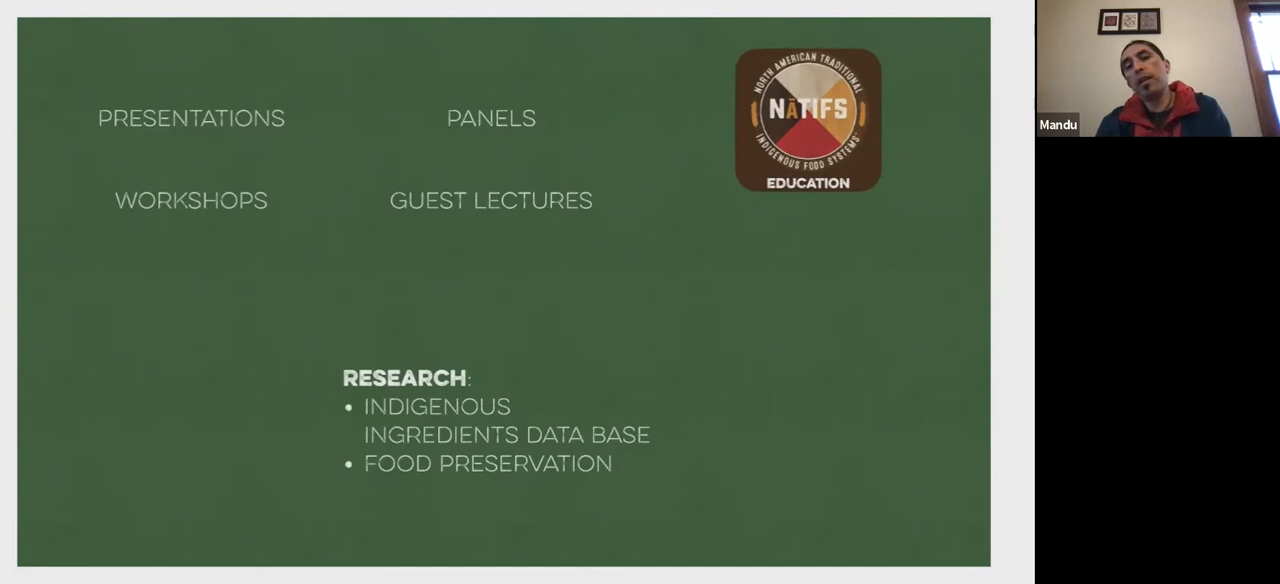 PRESENTATIONS
PANELS
WORKSHOPS
GUEST LECTURES
NORTH AMERICAN TRADITIONAL
NĀTIFS
INDIGENOUS FOOD SYSTEMS
EDUCATION
RESEARCH:
• INDIGENOUS
INGREDIENTS DATA BASE
• FOOD PRESERVATION
Mandu